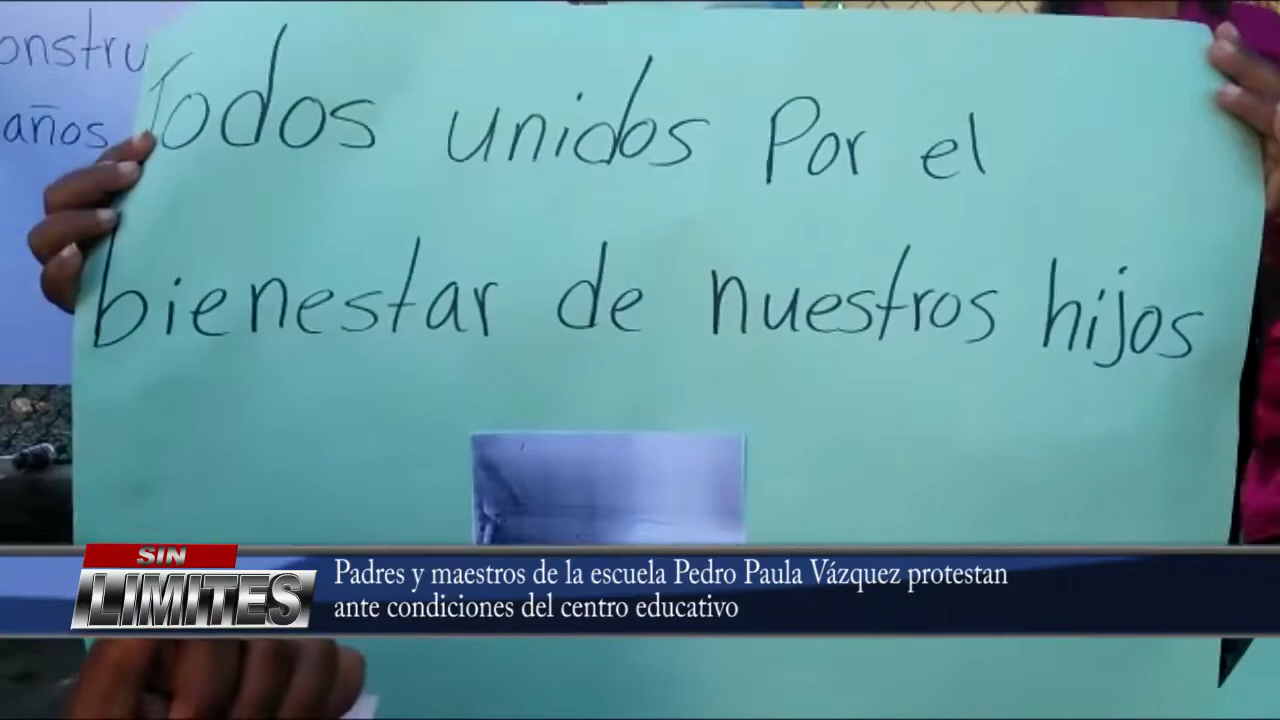 onstru
años
Todos unidos Por el
bienestar de nuestros hijos
SIN
LIMITES
Padres y maestros de la escuela Pedro Paula Vázquez protestan
ante condiciones del centro educativo